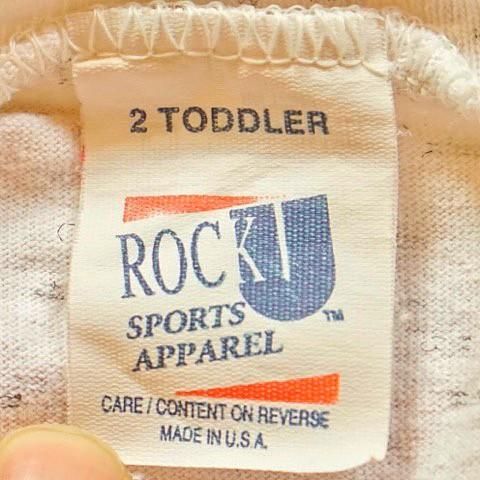 2 TODDLER
ROCK U
SPORTS
APPAREL
TM
CARE / CONTENT ON REVERSE
MADE IN U.S.A.